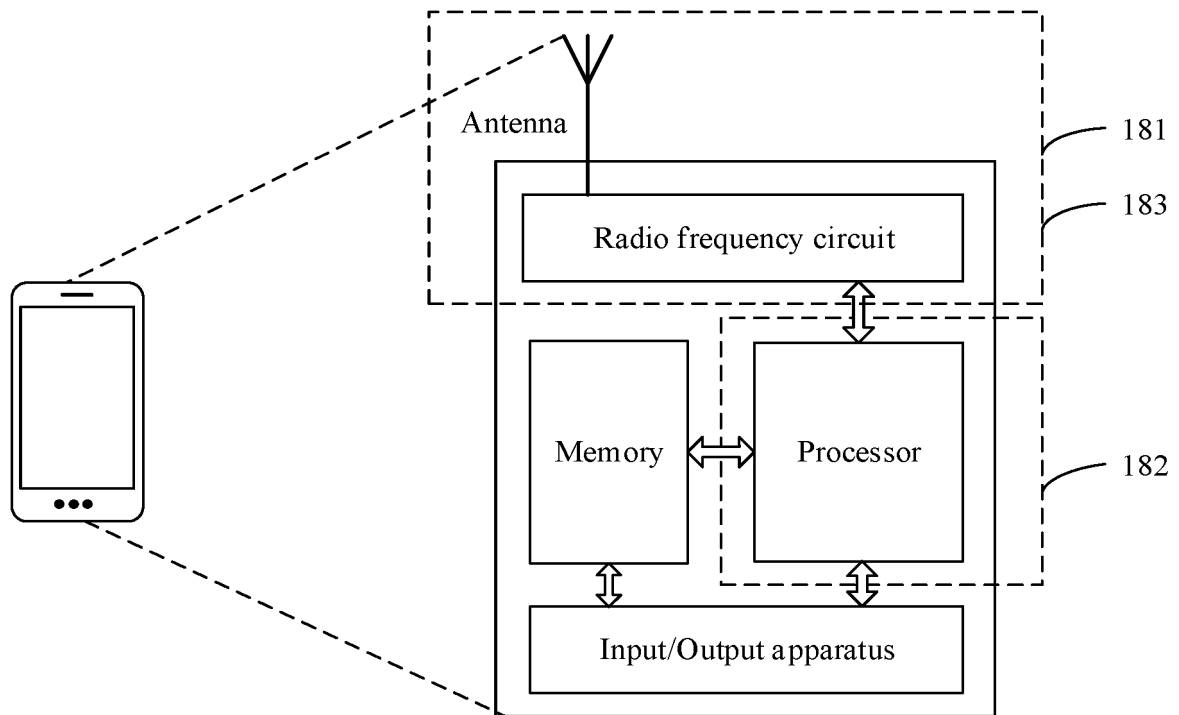 Antenna
181
183
Radio frequency circuit
Memory
Processor
182
Input/Output apparatus